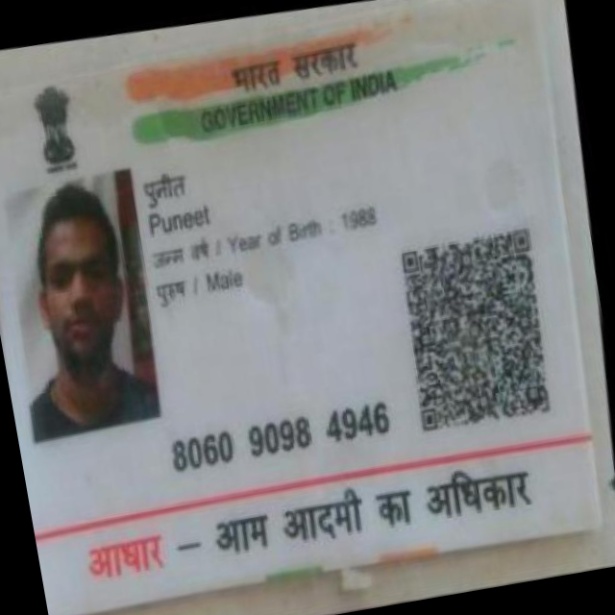 भारत सरकार
GOVERNMENT OF INDIA
पुनीत
Puneet
जन्म वर्ष / Year of Birth : 1988
पुरुष / Male
8060 9098 4946
आधार – आम आदमी का अधिकार